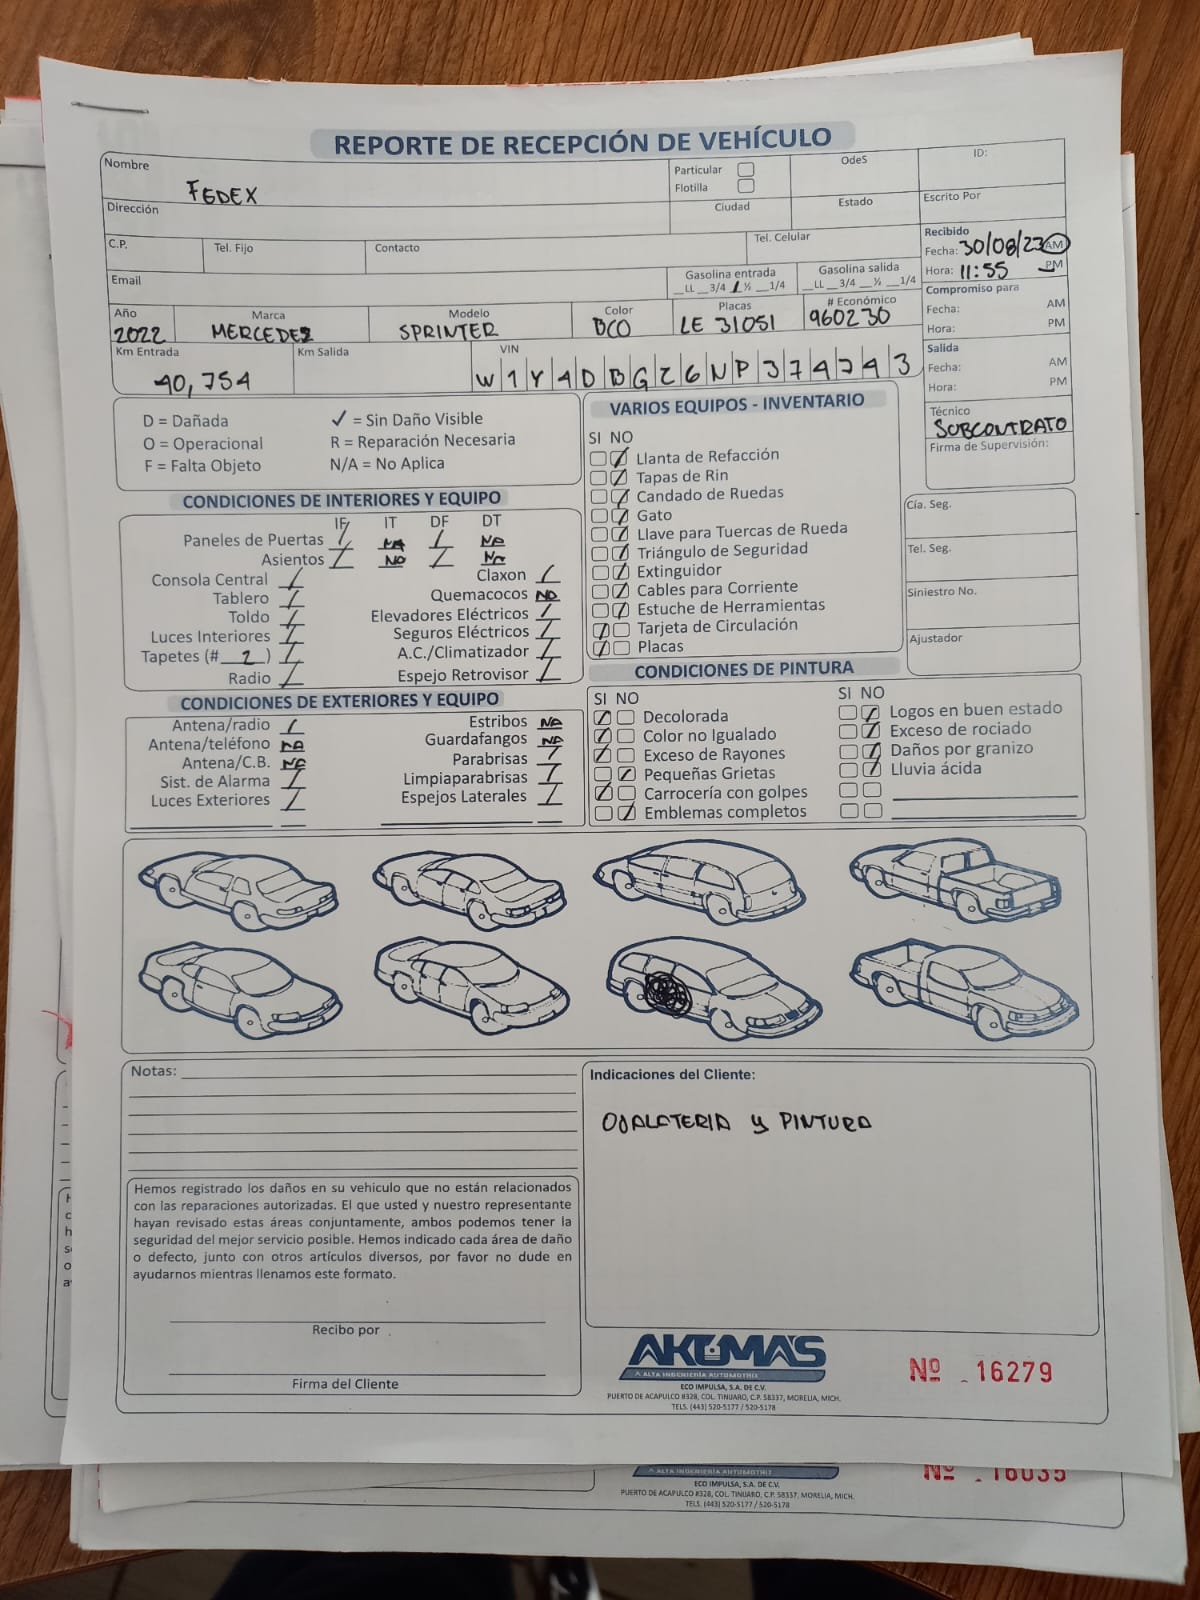 REPORTE DE RECEPCIÓN DE VEHÍCULO
Nombre FEDEX
Particular
Flotilla
OdeS
ID:
Dirección
Ciudad
Estado
Escrito Por
C.P.
Tel. Fijo
Contacto
Tel. Celular
Recibido
Fecha: 30/08/23 AM
Hora: 11:55 PM
Email
Gasolina entrada
_LL _3/4 _½ _1/4
Gasolina salida
_LL _3/4 _½ _1/4
Compromiso para
Fecha: AM
Hora: PM
Año 2022
Marca MERCEDES
Modelo SPRINTER
Color BCO
Placas LE 31051
# Económico 960230
Km Entrada 40,754
Km Salida
VIN W1Y4DBGZ6NP374743
Salida
Fecha: AM
Hora: PM
Técnico
SUBCONTRATO
Firma de Supervisión:
Cía. Seg.
Tel. Seg.
Siniestro No.
Ajustador
D = Dañada
O = Operacional
F = Falta Objeto
✓ = Sin Daño Visible
R = Reparación Necesaria
N/A = No Aplica
CONDICIONES DE INTERIORES Y EQUIPO
IF IT DF DT
Paneles de Puertas / NA / NA
Asientos / NO / NA
Consola Central /
Tablero /
Toldo /
Luces Interiores /
Tapetes (# 2 ) /
Radio /
Claxon /
Quemacocos NO
Elevadores Eléctricos /
Seguros Eléctricos /
A.C./Climatizador /
Espejo Retrovisor /
CONDICIONES DE EXTERIORES Y EQUIPO
Antena/radio /
Antena/teléfono NA
Antena/C.B. NA
Sist. de Alarma /
Luces Exteriores /
Estribos NA
Guardafangos NA
Parabrisas /
Limpiaparabrisas /
Espejos Laterales /
VARIOS EQUIPOS - INVENTARIO
SI NO
Llanta de Refacción
Tapas de Rin
Candado de Ruedas
Gato
Llave para Tuercas de Rueda
Triángulo de Seguridad
Extinguidor
Cables para Corriente
Estuche de Herramientas
Tarjeta de Circulación
Placas
CONDICIONES DE PINTURA
SI NO
Decolorada
Color no Igualado
Exceso de Rayones
Pequeñas Grietas
Carrocería con golpes
Emblemas completos
SI NO
Logos en buen estado
Exceso de rociado
Daños por granizo
Lluvia ácida
Notas:
Hemos registrado los daños en su vehiculo que no están relacionados
con las reparaciones autorizadas. El que usted y nuestro representante
hayan revisado estas áreas conjuntamente, ambos podemos tener la
seguridad del mejor servicio posible. Hemos indicado cada área de daño
o defecto, junto con otros artículos diversos, por favor no dude en
ayudarnos mientras llenamos este formato.
Recibo por
Firma del Cliente
Indicaciones del Cliente:
OJALATERIA y PINTURA
AKUMAS
ALTA INGENIERÍA AUTOMOTRIZ
ECO IMPULSA, S.A. DE C.V.
PUERTO DE ACAPULCO #328, COL. TINIJARO, C.P. 58337, MORELIA, MICH.
TELS. (443) 520-5177 / 520-5178
Nº 16279
ALTA INGENIERÍA AUTOMOTRIZ
ECO IMPULSA, S.A. DE C.V.
PUERTO DE ACAPULCO #328, COL. TINIJARO, C.P. 58337, MORELIA, MICH.
TELS. (443) 520-5177 / 520-5178
Nº 16035